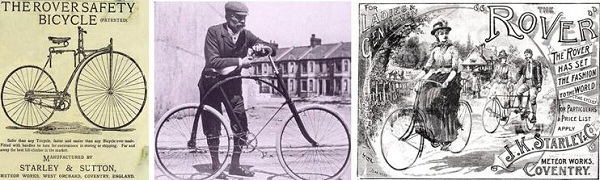 THE ROVER SAFETY
BICYCLE (PATENTED).
Safer than any Tricycle, faster and easier than any Bicycle ever made.
Fitted with handles to turn for convenience in storing or shipping. Far and
away the best hill-climber in the market.
MANUFACTURED BY
STARLEY & SUTTON,
METEOR WORKS, WEST ORCHARD, COVENTRY, ENGLAND.
FOR
LADIES &
THE
"ROVER"
THE "ROVER"
HAS SET
THE FASHION
TO THE WORLD
FOR PARTICULARS
& PRICE LIST
APPLY
J.K. STARLEY & Co
METEOR WORKS,
COVENTRY.